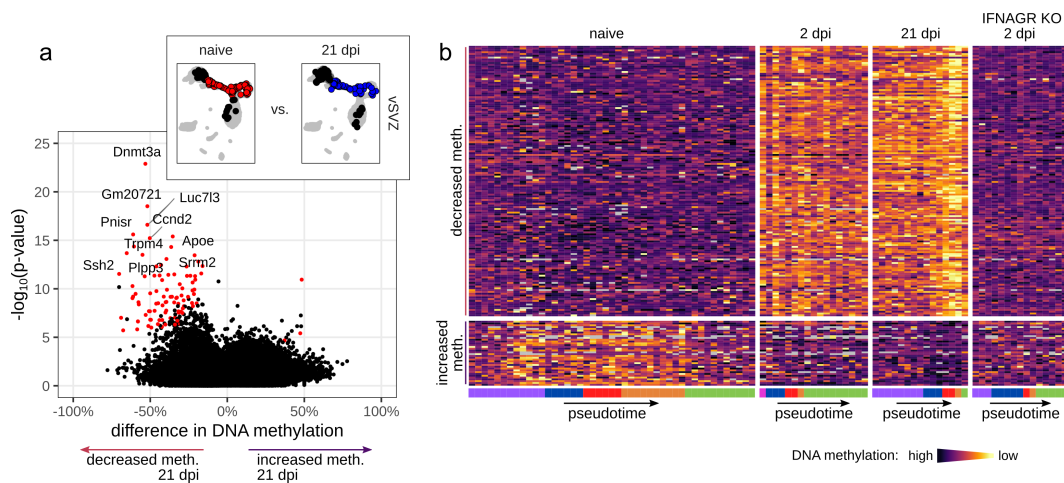 a
naive
21 dpi
vs.
vSVZ
-log10(p-value)
25
20
15
10
5
0
Dnmt3a
Gm20721
Luc7l3
Pnisr
Ccnd2
Trpm4
Apoe
Ssh2
Plpp3
Srm2
-100%
-50%
0%
50%
100%
difference in DNA methylation
decreased meth.
21 dpi
increased meth.
21 dpi
b
naive
2 dpi
21 dpi
IFNAGR KO
2 dpi
decreased meth.
increased
meth.
pseudotime
pseudotime
pseudotime
pseudotime
DNA methylation: high
low